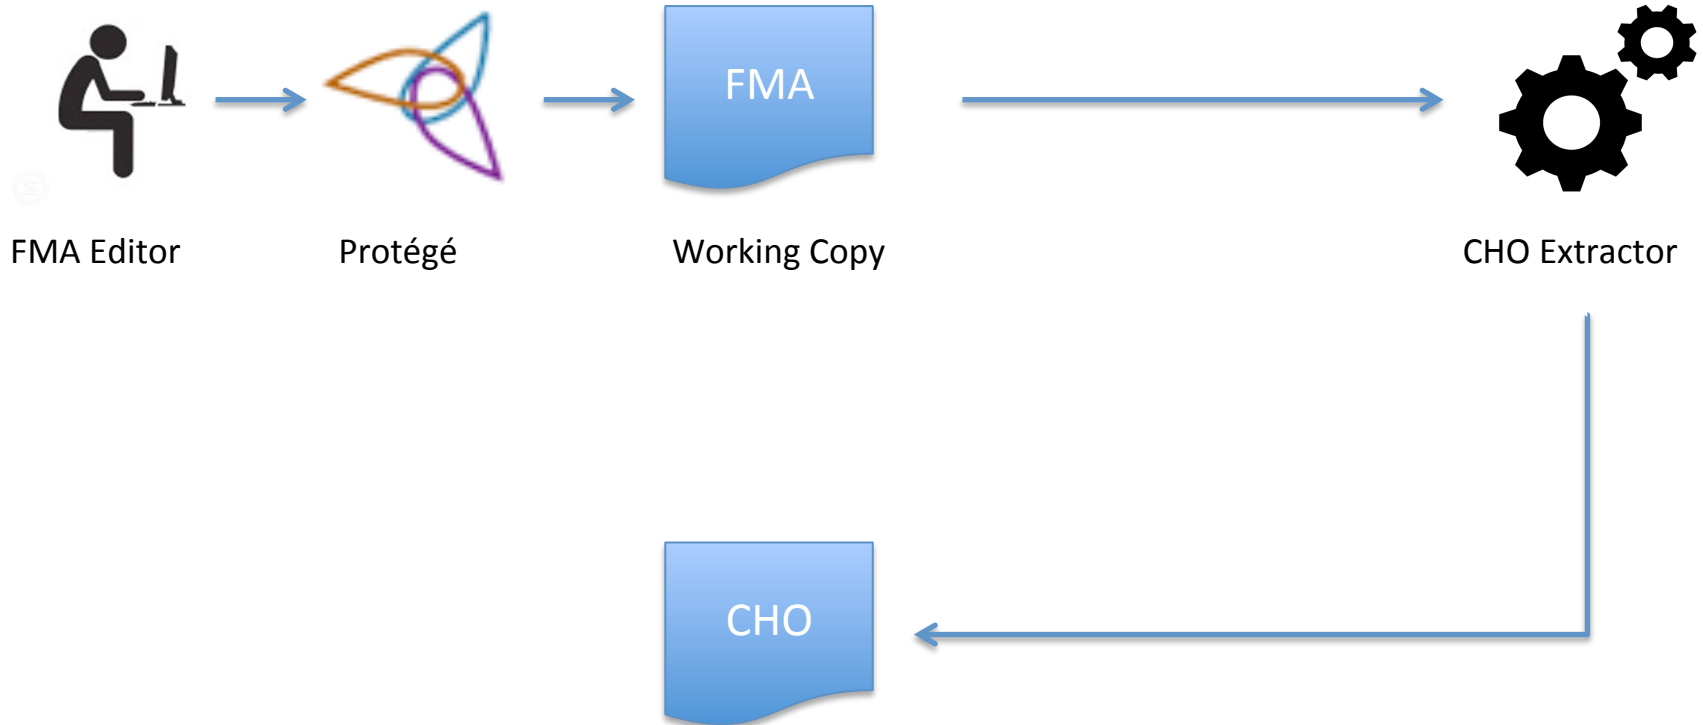 FMA
FMA Editor
Protégé
Working Copy
CHO Extractor
CHO